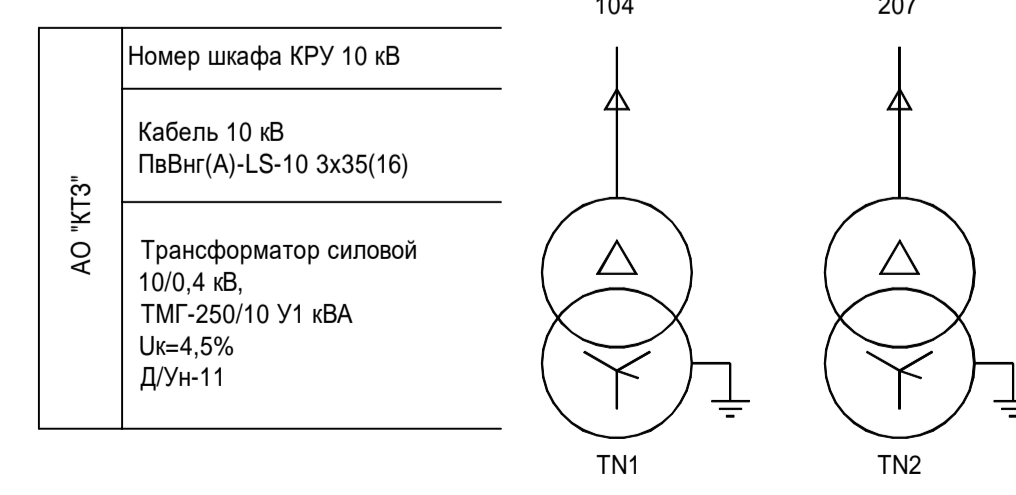 104
207
Номер шкафа КРУ 10 кВ
Кабель 10 кВ
ПвВнг(А)-LS-10 3х35(16)
АО "КТЗ"
Трансформатор силовой
10/0,4 кВ,
ТМГ-250/10 У1 кВА
Uк=4,5%
Д/Ун-11
TN1
TN2